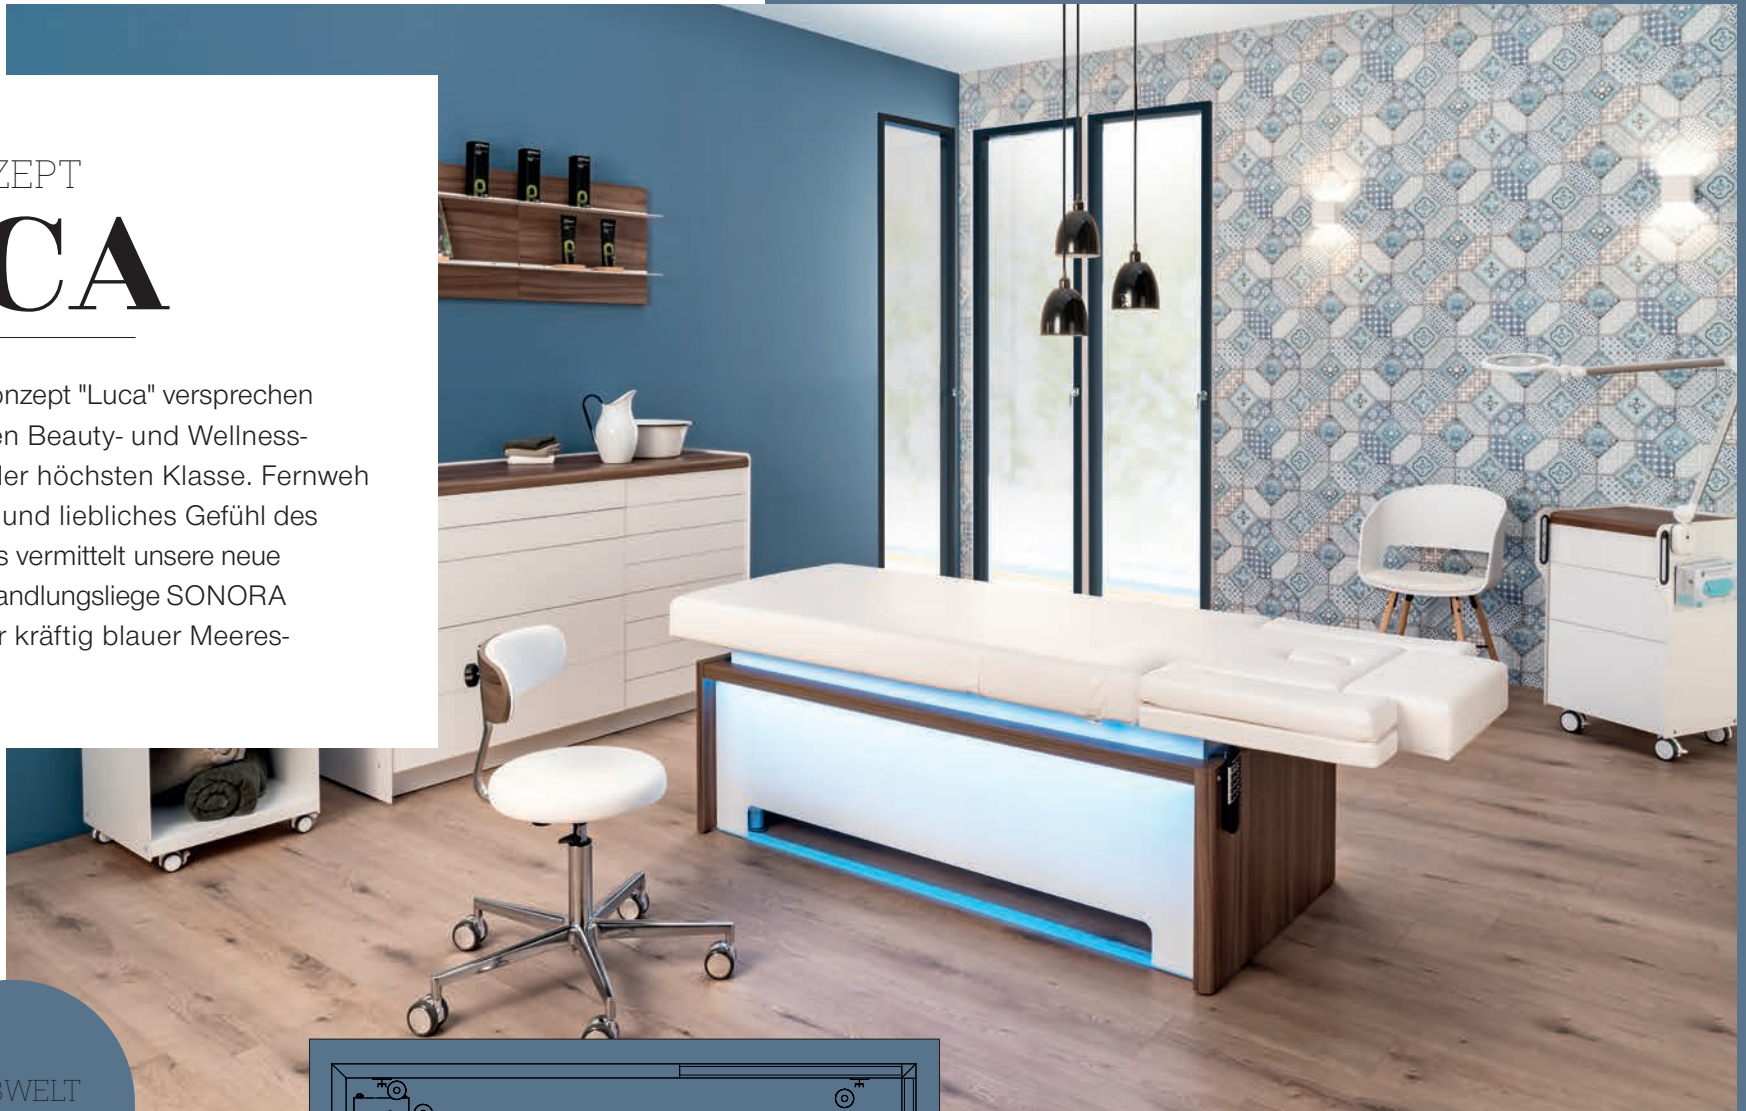 ZEPT
CA
onzept "Luca" versprechen
en Beauty- und Wellness-
der höchsten Klasse. Fernweh
und liebliches Gefühl des
s vermittelt unsere neue
andlungsliege SONORA
r kräftig blauer Meeres-
BWELT